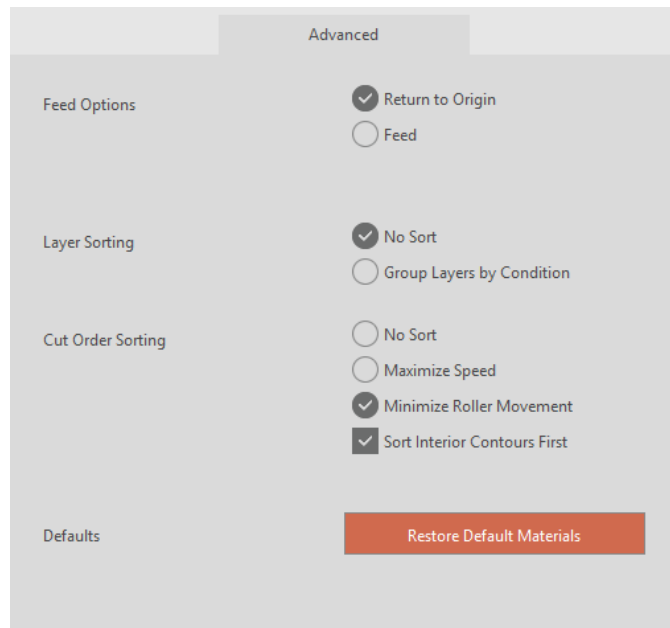 Advanced
Feed Options
Return to Origin
Feed
Layer Sorting
No Sort
Group Layers by Condition
Cut Order Sorting
No Sort
Maximize Speed
Minimize Roller Movement
Sort Interior Contours First
Defaults
Restore Default Materials